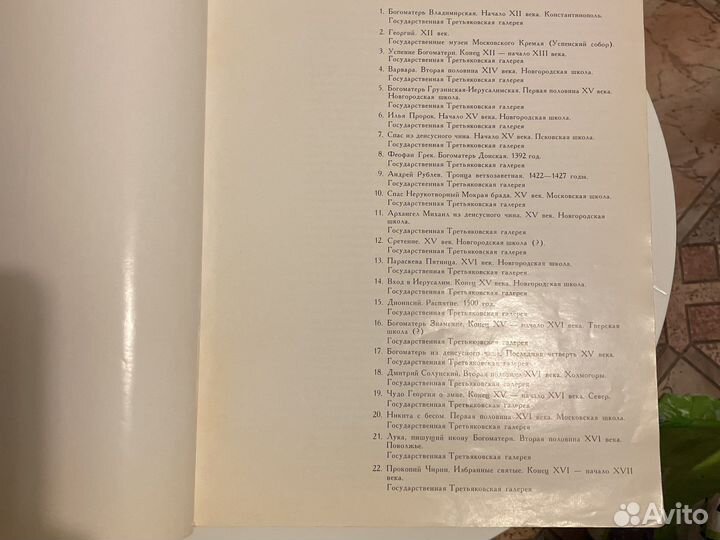 1. Богоматерь Владимирская. Начало XII века. Константинополь.
Государственная Третьяковская галерея
2. Георгий. XII век.
Государственные музеи Московского Кремля (Успенский собор).
3. Успение Богоматери. Конец XII — начало XIII века.
Государственная Третьяковская галерея
4. Варвара. Вторая половина XIV века. Новгородская школа.
Государственная Третьяковская галерея
5. Богоматерь Грузинская-Иерусалимская. Первая половина XV века.
Новгородская школа.
Государственная Третьяковская галерея
6. Илья Пророк. Начало XV века. Новгородская школа.
Государственная Третьяковская галерея
7. Спас из деисусного чина. Начало XV века. Псковская школа.
Государственная Третьяковская галерея
8. Феофан Грек. Богоматерь Донская. 1392 год.
Государственная Третьяковская галерея
9. Андрей Рублев. Троица ветхозаветная. 1422—1427 годы.
Государственная Третьяковская галерея
10. Спас Нерукотворный Мокрая брада. XV век. Московская школа.
Государственная Третьяковская галерея
11. Архангел Михаил из деисусного чина. XV век. Новгородская
школа.
Государственная Третьяковская галерея
12. Сретение. XV век. Новгородская школа (?).
Государственная Третьяковская галерея
13. Параскева Пятница. XVI век. Новгородская школа.
Государственная Третьяковская галерея
14. Вход в Иерусалим. Конец XV века. Новгородская школа.
Государственная Третьяковская галерея
15. Дионисий. Распятие. 1500 год.
Государственная Третьяковская галерея
16. Богоматерь Знамение. Конец XV — начало XVI века. Тверская
школа (?)
Государственная Третьяковская галерея
17. Богоматерь из деисусного чина. Последняя четверть XV века.
Государственная Третьяковская галерея
18. Дмитрий Солунский. Вторая половина XVI века. Холмогоры.
Государственная Третьяковская галерея
19. Чудо Георгия о змие. Конец XV — начало XVI века. Север.
Государственная Третьяковская галерея
20. Никита с бесом. Первая половина XVI века. Московская школа.
Государственная Третьяковская галерея
21. Лука, пишущий икону Богоматери. Вторая половина XVI века.
Поволжье.
Государственная Третьяковская галерея
22. Прокопий Чирин. Избранные святые. Конец XVI — начало XVII
века.
Государственная Третьяковская галерея
Avito